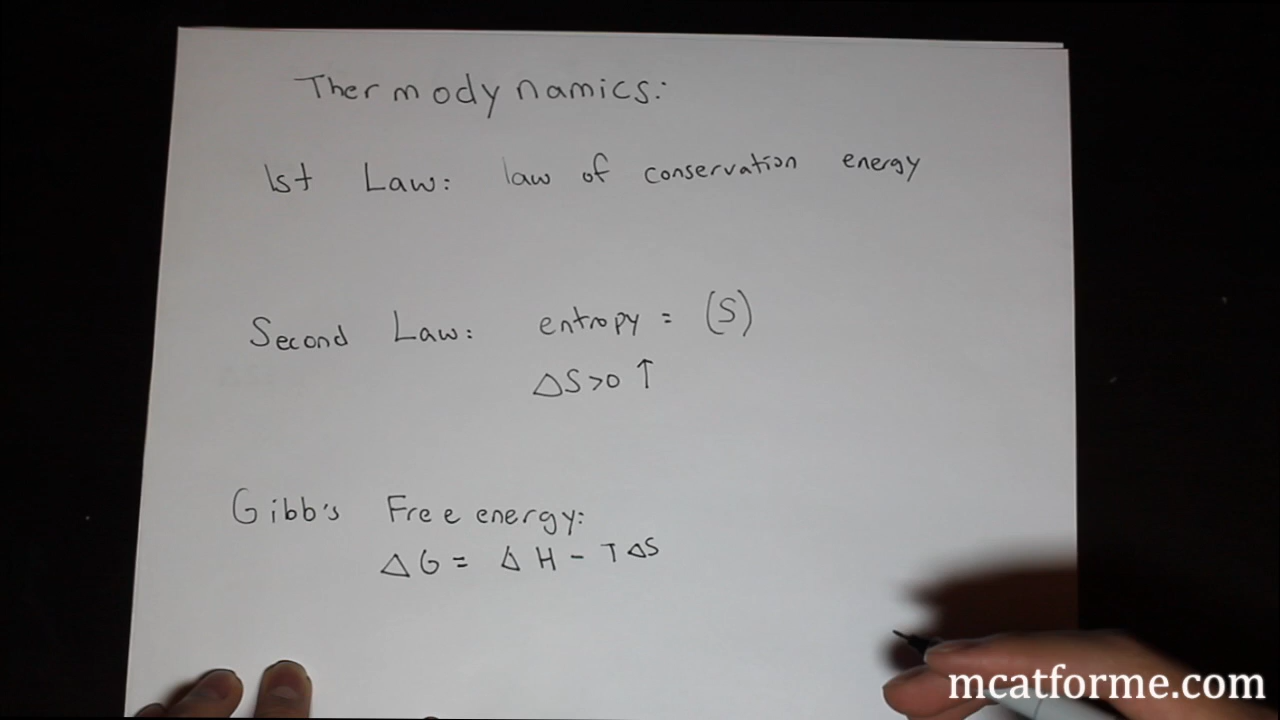 Thermodynamics:
1st Law: law of conservation energy
Second Law: entropy = (S)
ΔS>0 ↑
Gibb's Free energy:
ΔG = ΔH - TΔS
mcatforme.com